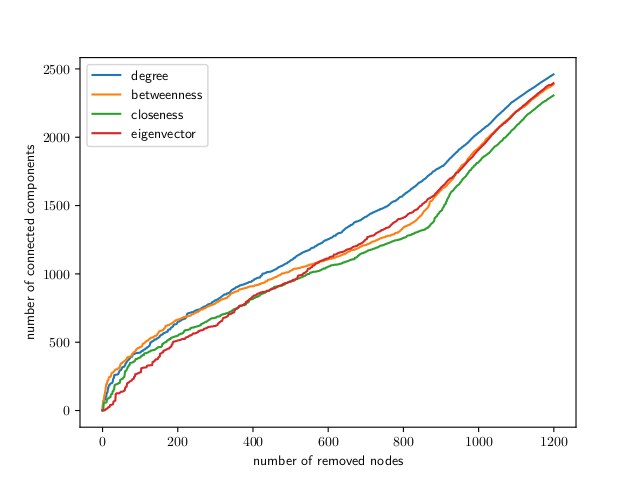 degree
betweenness
closeness
eigenvector
number of connected components
2500
2000
1500
1000
500
0
0 200 400 600 800 1000 1200
number of removed nodes